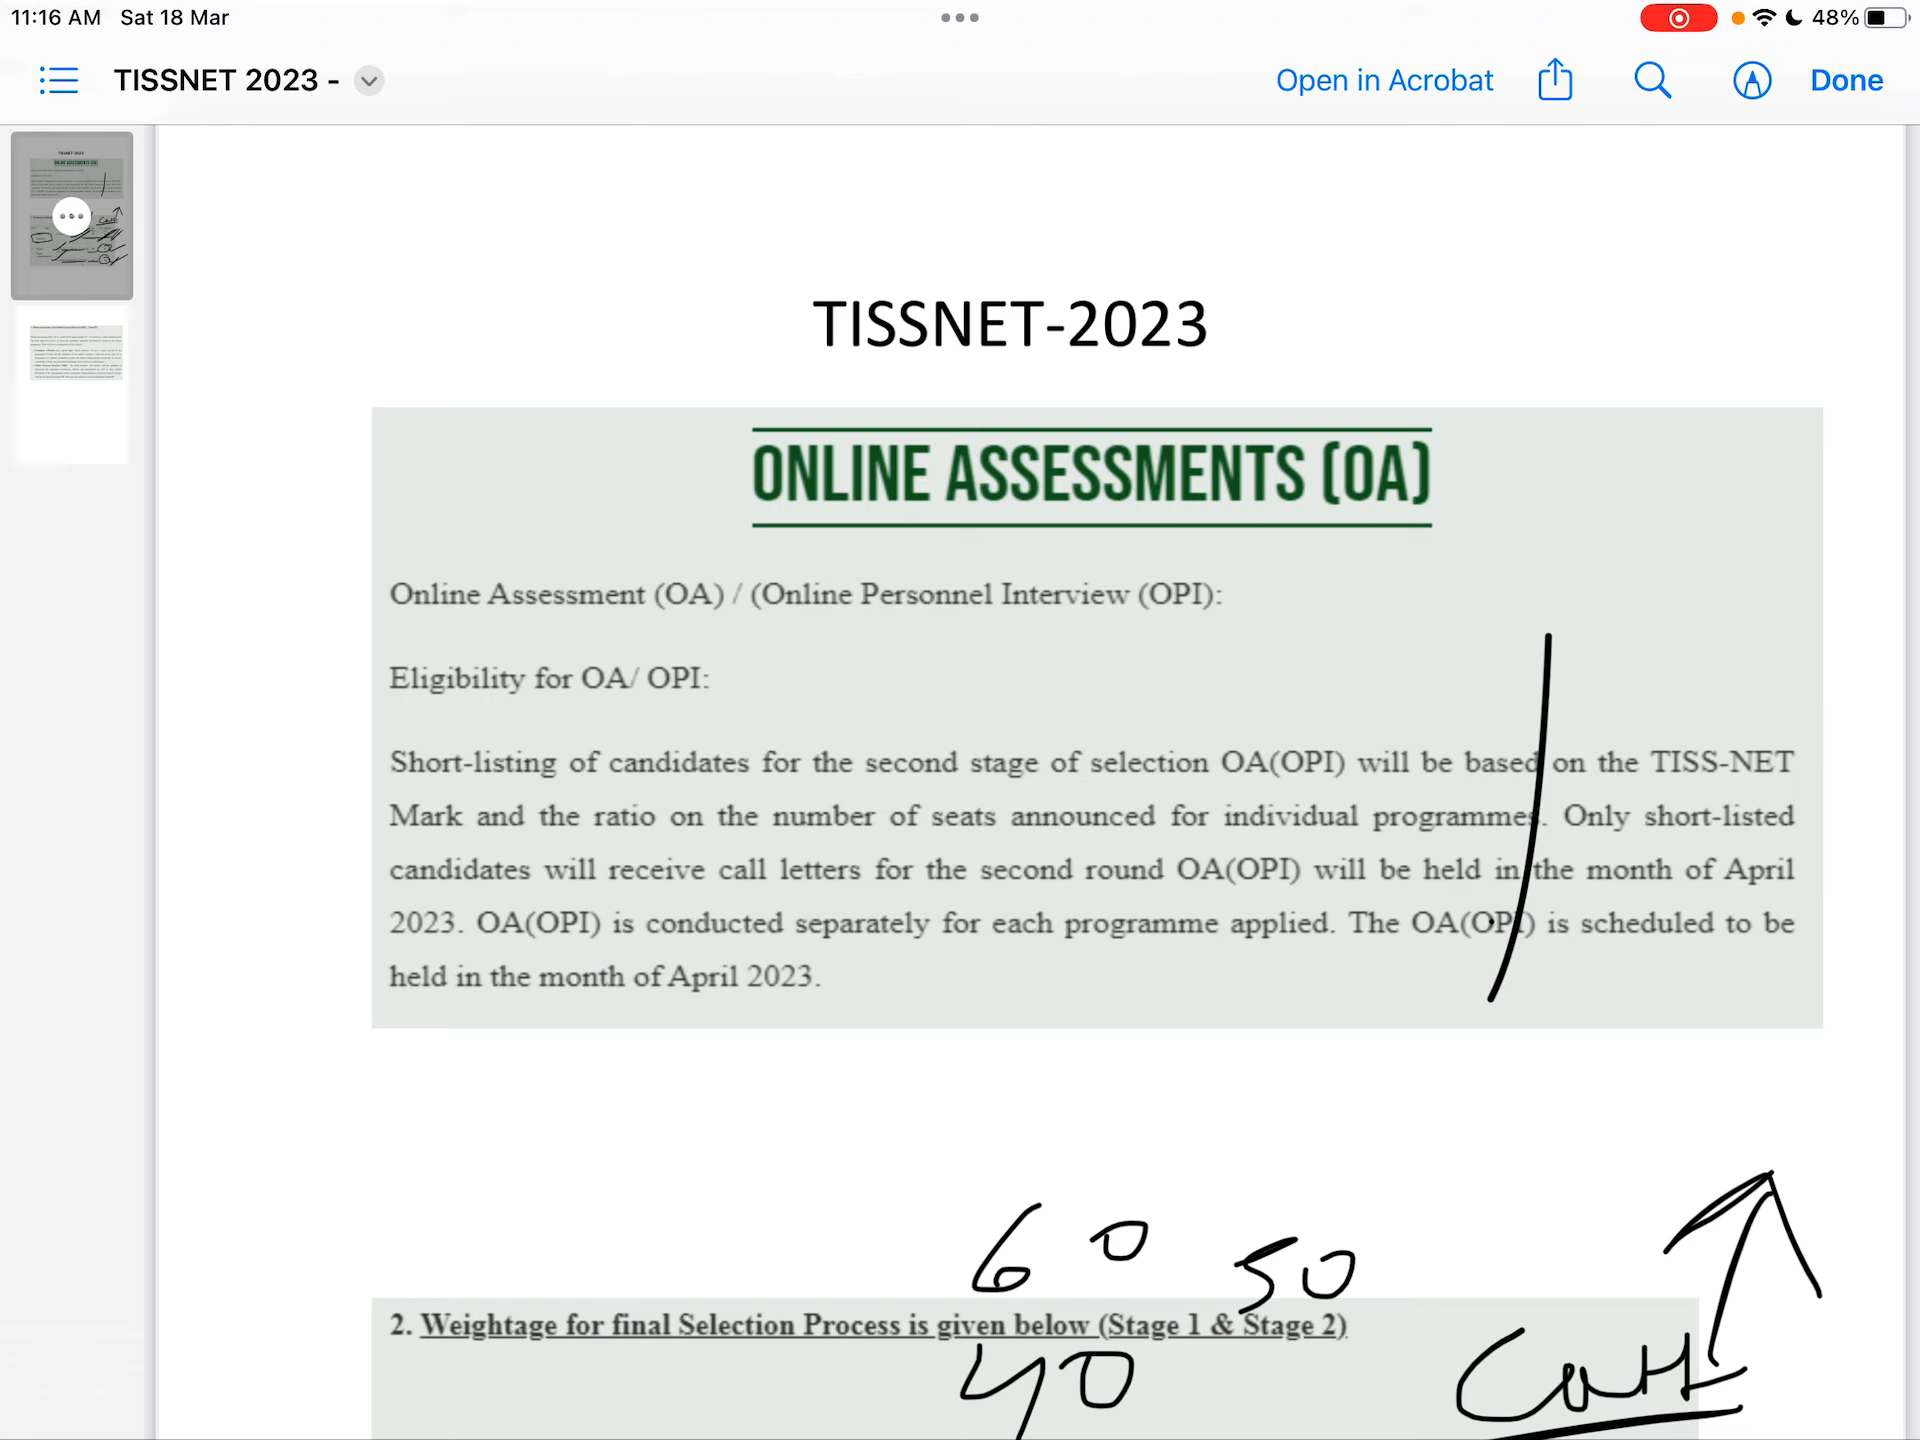 11:16 AM Sat 18 Mar
48%
TISSNET 2023 -
Open in Acrobat
Done
TISSNET-2023
ONLINE ASSESSMENTS (OA)
Online Assessment (OA) / (Online Personnel Interview (OPI):
Eligibility for OA/ OPI:
Short-listing of candidates for the second stage of selection OA(OPI) will be based on the TISS-NET
Mark and the ratio on the number of seats announced for individual programmes. Only short-listed
candidates will receive call letters for the second round OA(OPI) will be held in the month of April
2023. OA(OPI) is conducted separately for each programme applied. The OA(OPI) is scheduled to be
held in the month of April 2023.
60 50
2. Weightage for final Selection Process is given below (Stage 1 & Stage 2)
40